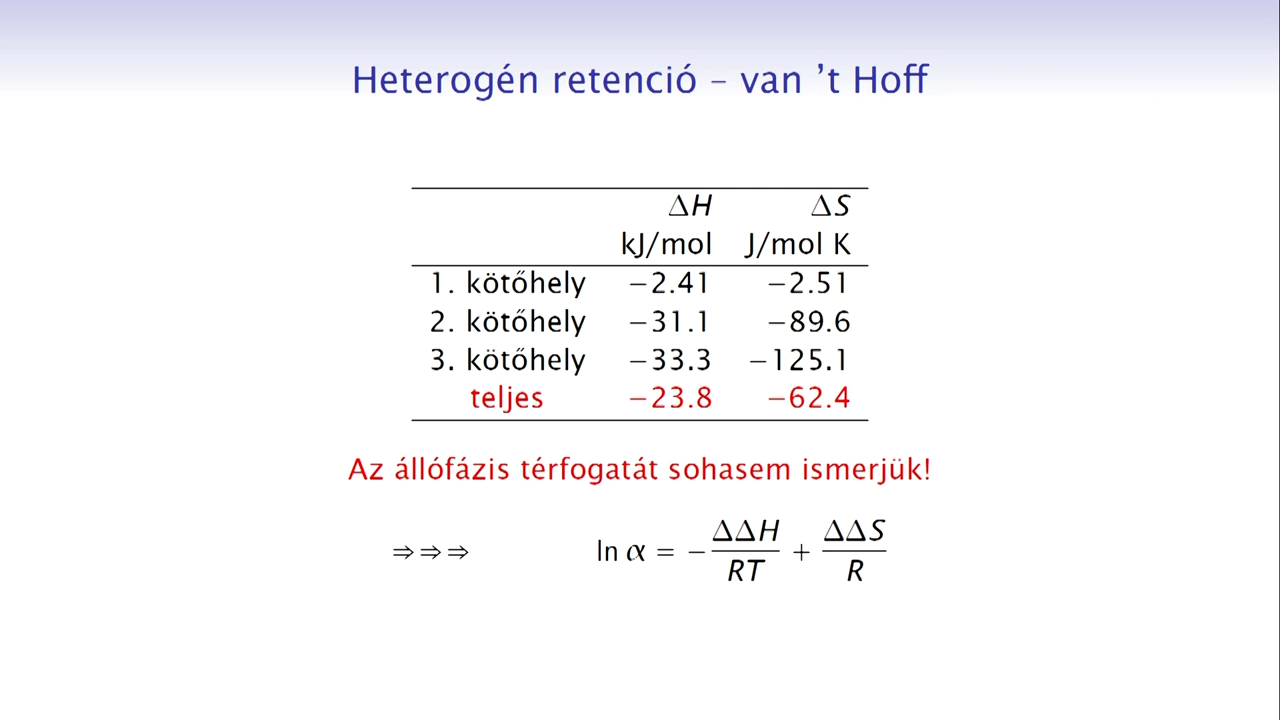 Heterogén retenció – van ’t Hoff
ΔH ΔS
kJ/mol J/mol K
1. kötőhely −2.41 −2.51
2. kötőhely −31.1 −89.6
3. kötőhely −33.3 −125.1
teljes −23.8 −62.4
Az állófázis térfogatát sohasem ismerjük!
⇒⇒⇒ ln α = − ΔΔH/RT + ΔΔS/R